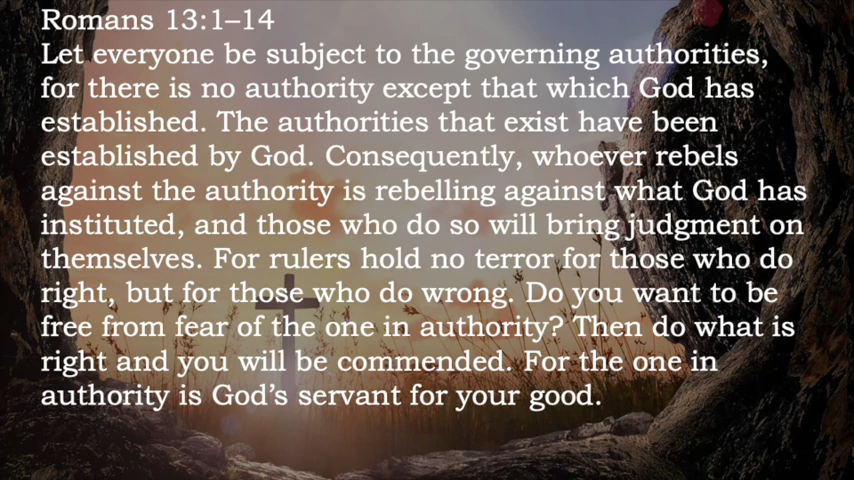 Romans 13:1–14
Let everyone be subject to the governing authorities,
for there is no authority except that which God has
established. The authorities that exist have been
established by God. Consequently, whoever rebels
against the authority is rebelling against what God has
instituted, and those who do so will bring judgment on
themselves. For rulers hold no terror for those who do
right, but for those who do wrong. Do you want to be
free from fear of the one in authority? Then do what is
right and you will be commended. For the one in
authority is God’s servant for your good.